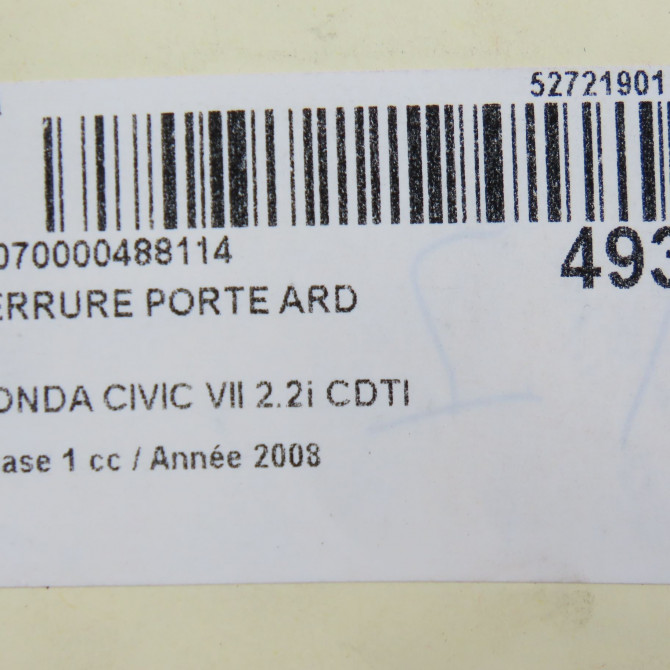 52721901
070000488114
493
ERRURE PORTE ARD
ONDA CIVIC VII 2.2i CDTI
ase 1 cc / Année 2008